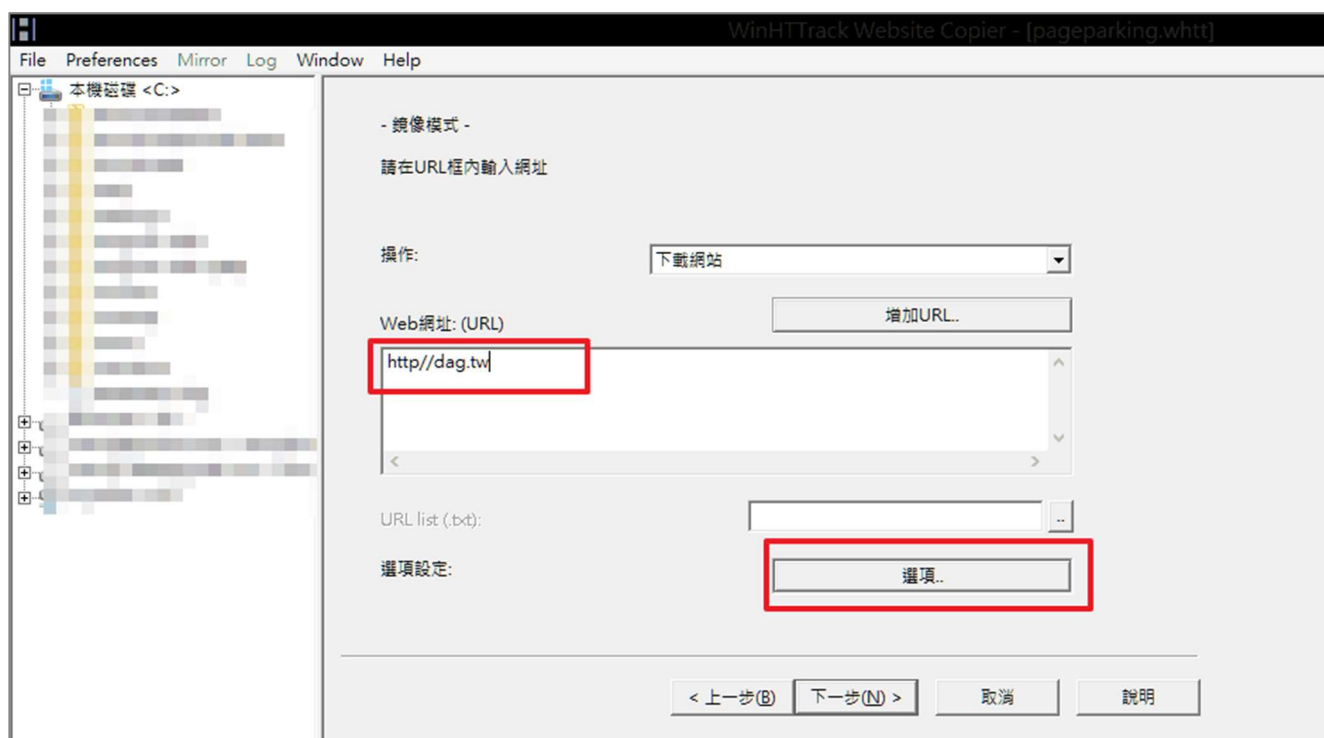 WinHTTrack Website Copier - [pageparking.whtt]
File Preferences Mirror Log Window Help
本機磁碟 <C:>
- 鏡像模式 -
請在URL框內輸入網址
操作:
下載網站
Web網址: (URL)
增加URL..
http//dag.tw
URL list (.txt):
..
選項設定:
選項..
< 上一步(B)
下一步(N) >
取消
說明